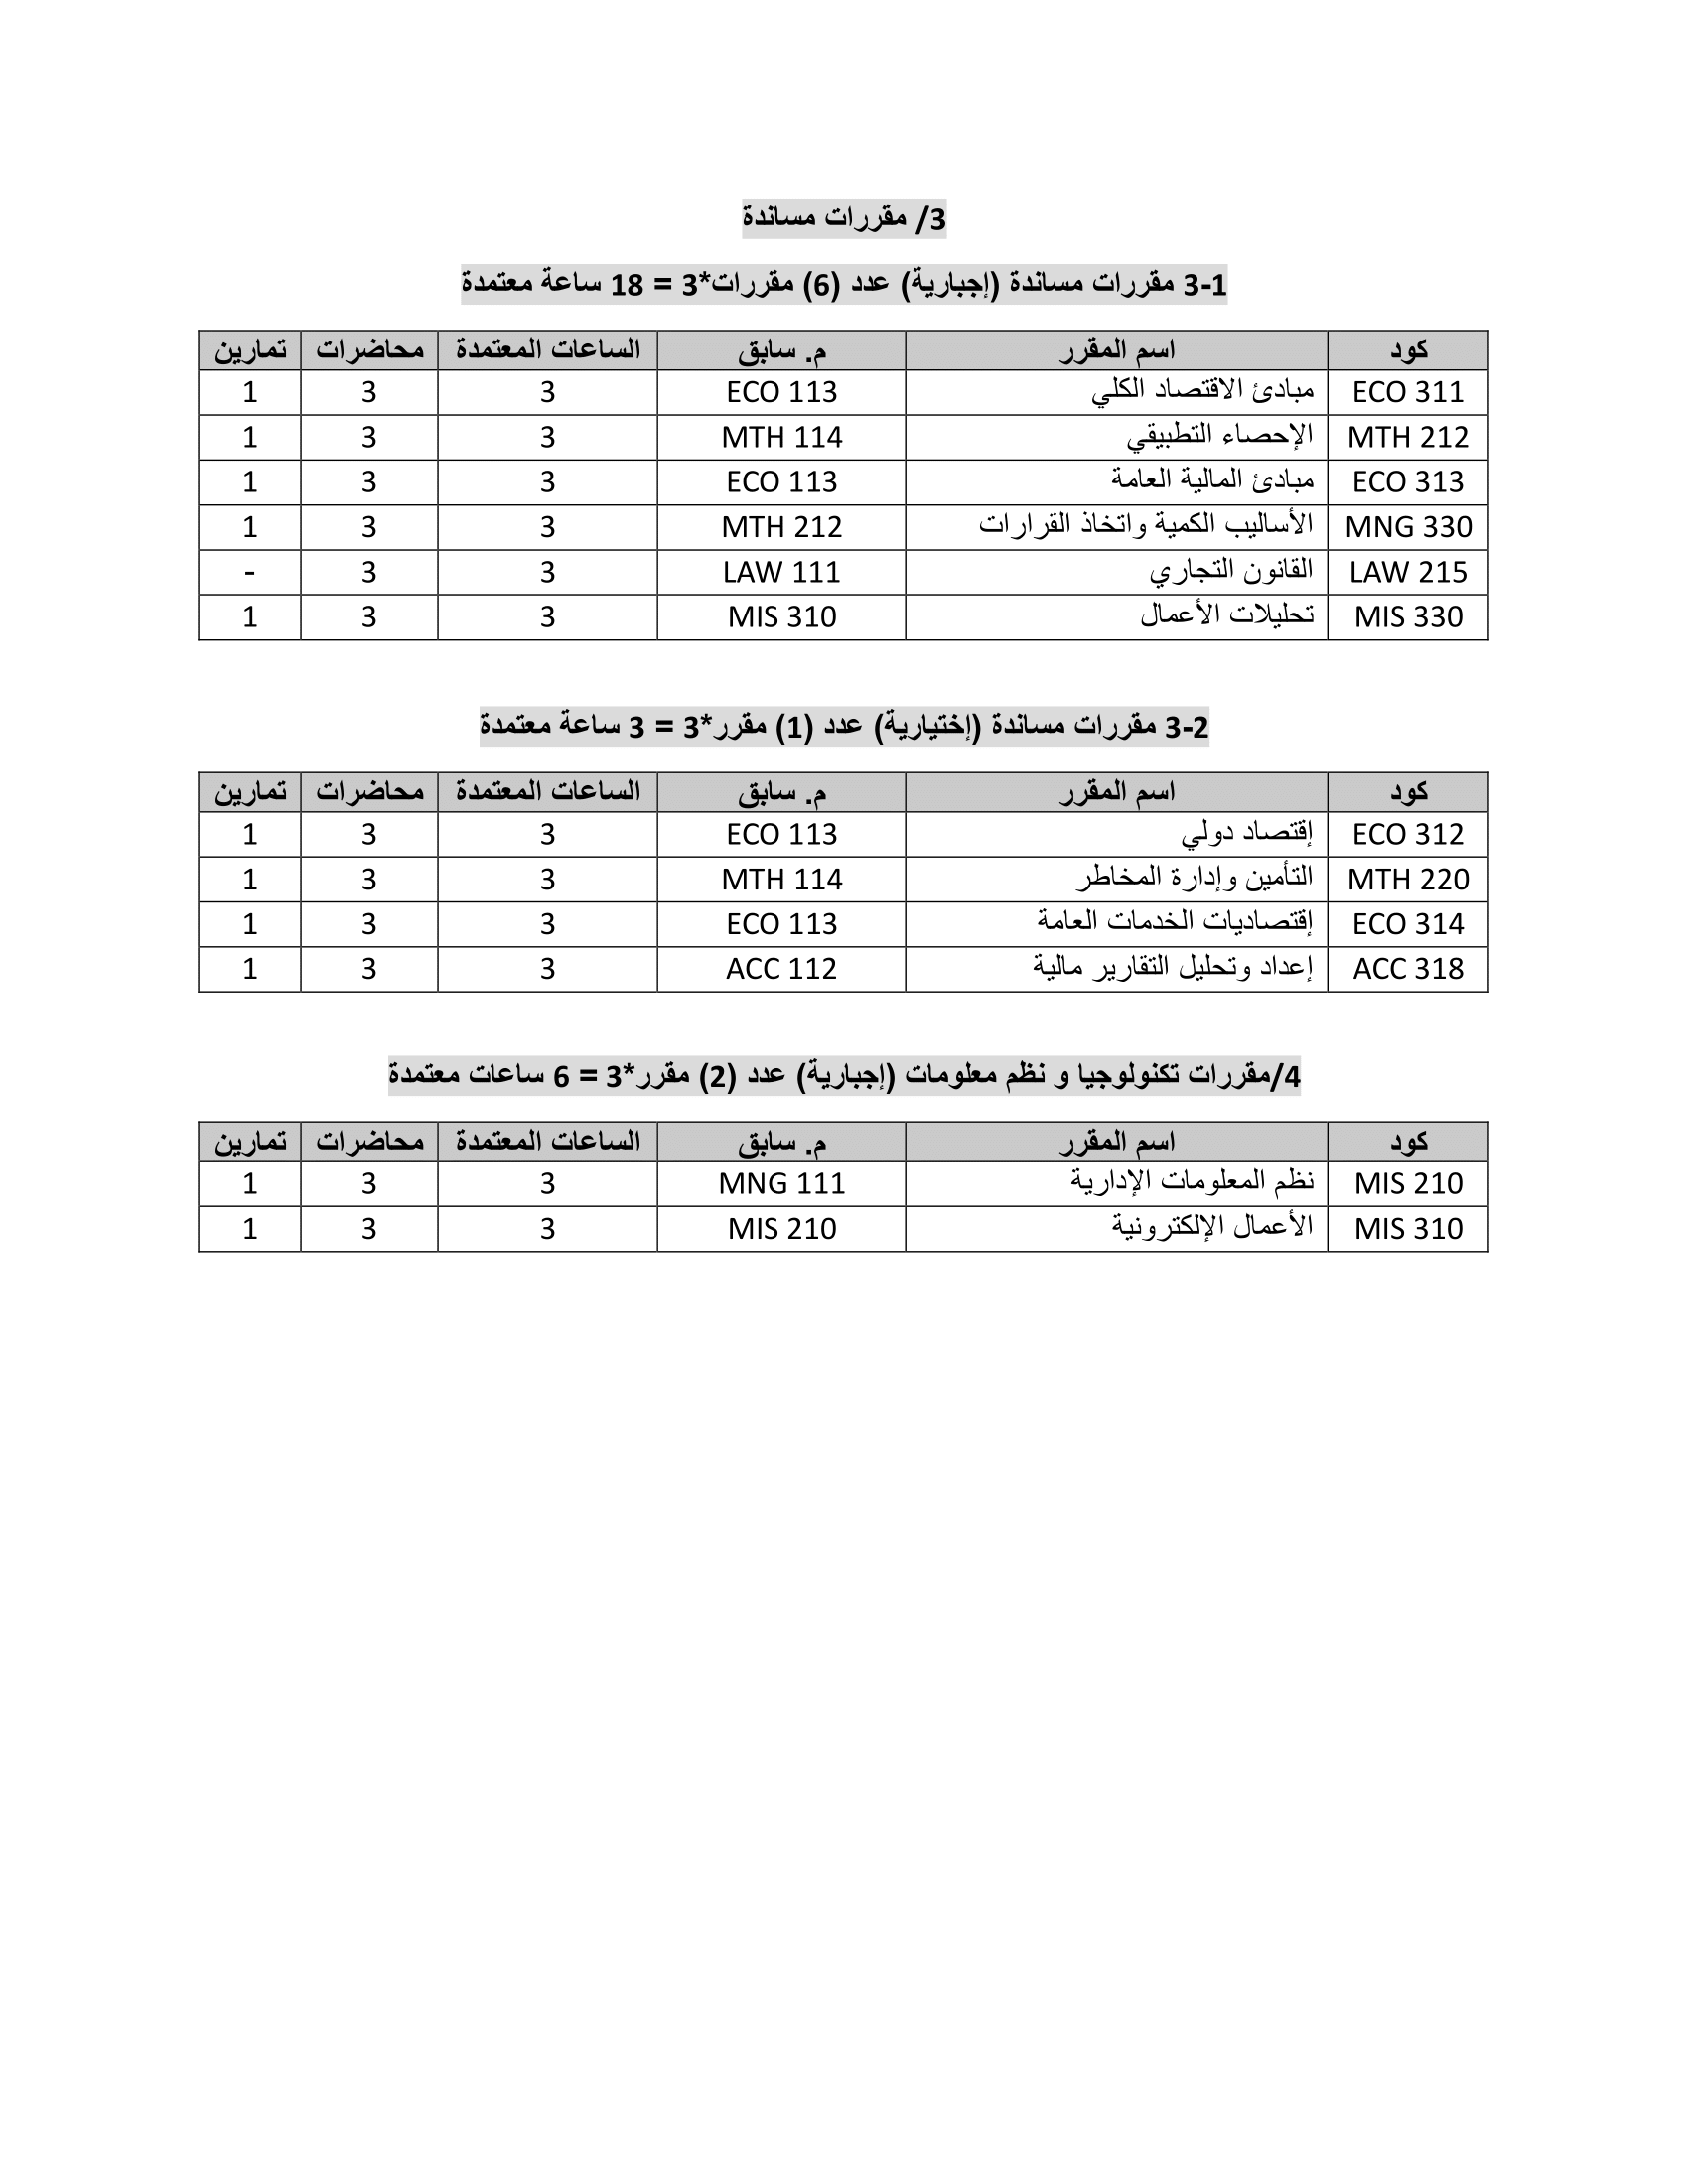 3/ مقررات مساندة
3-1 مقررات مساندة (إجبارية) عدد (6) مقررات*3 = 18 ساعة معتمدة
كود اسم المقرر م. سابق الساعات المعتمدة محاضرات تمارين
ECO 311 مبادئ الاقتصاد الكلي ECO 113 3 3 1
MTH 212 الإحصاء التطبيقي MTH 114 3 3 1
ECO 313 مبادئ المالية العامة ECO 113 3 3 1
MNG 330 الأساليب الكمية واتخاذ القرارات MTH 212 3 3 1
LAW 215 القانون التجاري LAW 111 3 3 -
MIS 330 تحليلات الأعمال MIS 310 3 3 1
3-2 مقررات مساندة (إختيارية) عدد (1) مقرر*3 = 3 ساعة معتمدة
كود اسم المقرر م. سابق الساعات المعتمدة محاضرات تمارين
ECO 312 إقتصاد دولي ECO 113 3 3 1
MTH 220 التأمين وإدارة المخاطر MTH 114 3 3 1
ECO 314 إقتصاديات الخدمات العامة ECO 113 3 3 1
ACC 318 إعداد وتحليل التقارير مالية ACC 112 3 3 1
4/مقررات تكنولوجيا و نظم معلومات (إجبارية) عدد (2) مقرر*3 = 6 ساعات معتمدة
كود اسم المقرر م. سابق الساعات المعتمدة محاضرات تمارين
MIS 210 نظم المعلومات الإدارية MNG 111 3 3 1
MIS 310 الأعمال الإلكترونية MIS 210 3 3 1